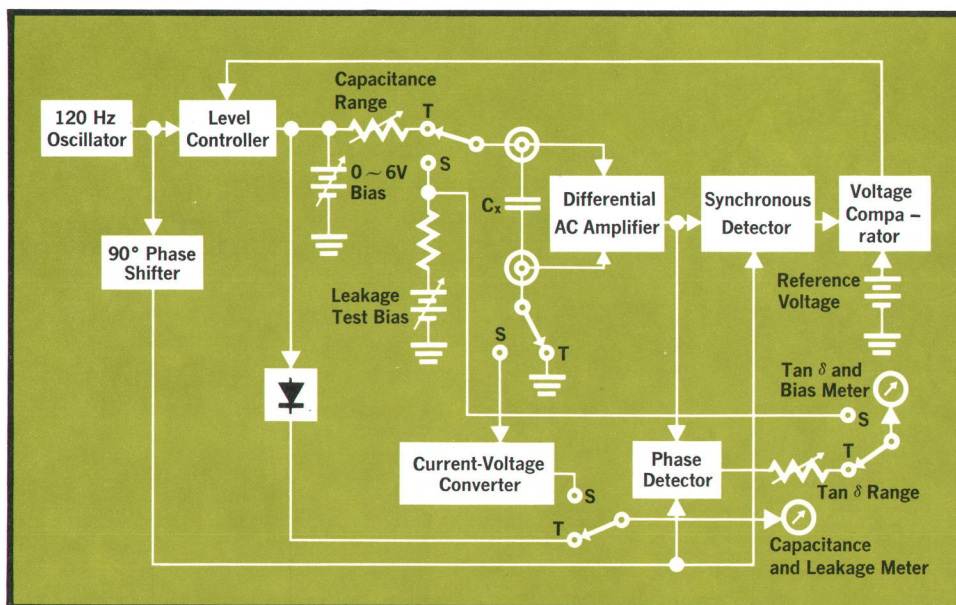 120 Hz
Oscillator
Level
Controller
Capacitance
Range
T
S
0 ~ 6V
Bias
90° Phase
Shifter
Leakage
Test Bias
Cx
Differential
AC Amplifier
Synchronous
Detector
Voltage
Compa –
rator
Reference
Voltage
S
T
Tan δ and
Bias Meter
S
T
Tan δ Range
Current-Voltage
Converter
S
T
Phase
Detector
Capacitance
and Leakage Meter